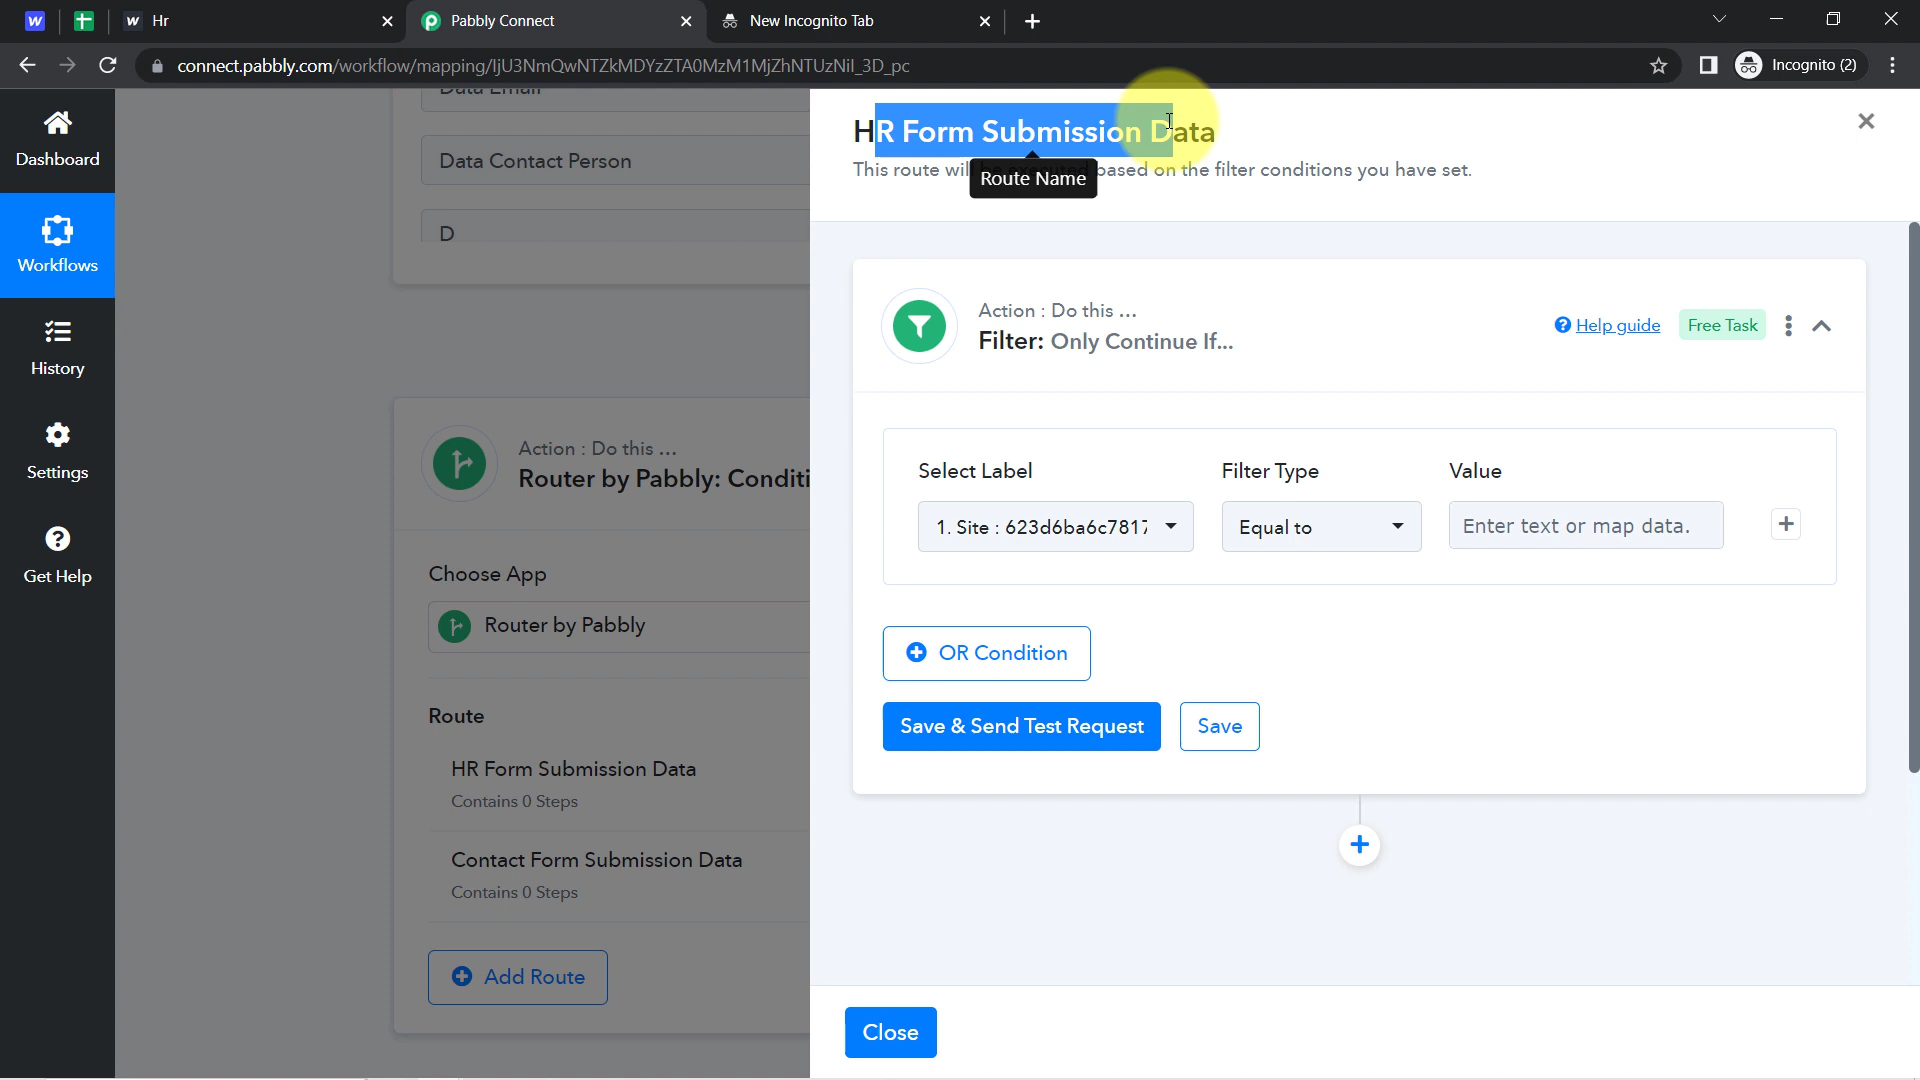 Hr
Pabbly Connect
New Incognito Tab
connect.pabbly.com/workflow/mapping/IjU3NmQwNTZkMDYzZTA0MzM1MjZhNTUzNiI_3D_pc
Incognito (2)
Dashboard
Workflows
History
Settings
Get Help
Data Email
Data Contact Person
D
Action : Do this ...
Router by Pabbly: Conditi
Choose App
Router by Pabbly
Route
HR Form Submission Data
Contains 0 Steps
Contact Form Submission Data
Contains 0 Steps
Add Route
HR Form Submission Data
This route will be executed based on the filter conditions you have set.
Route Name
Action : Do this ...
Filter: Only Continue If...
Help guide
Free Task
Select Label
Filter Type
Value
1. Site : 623d6ba6c7817
Equal to
Enter text or map data.
OR Condition
Save & Send Test Request
Save
Close